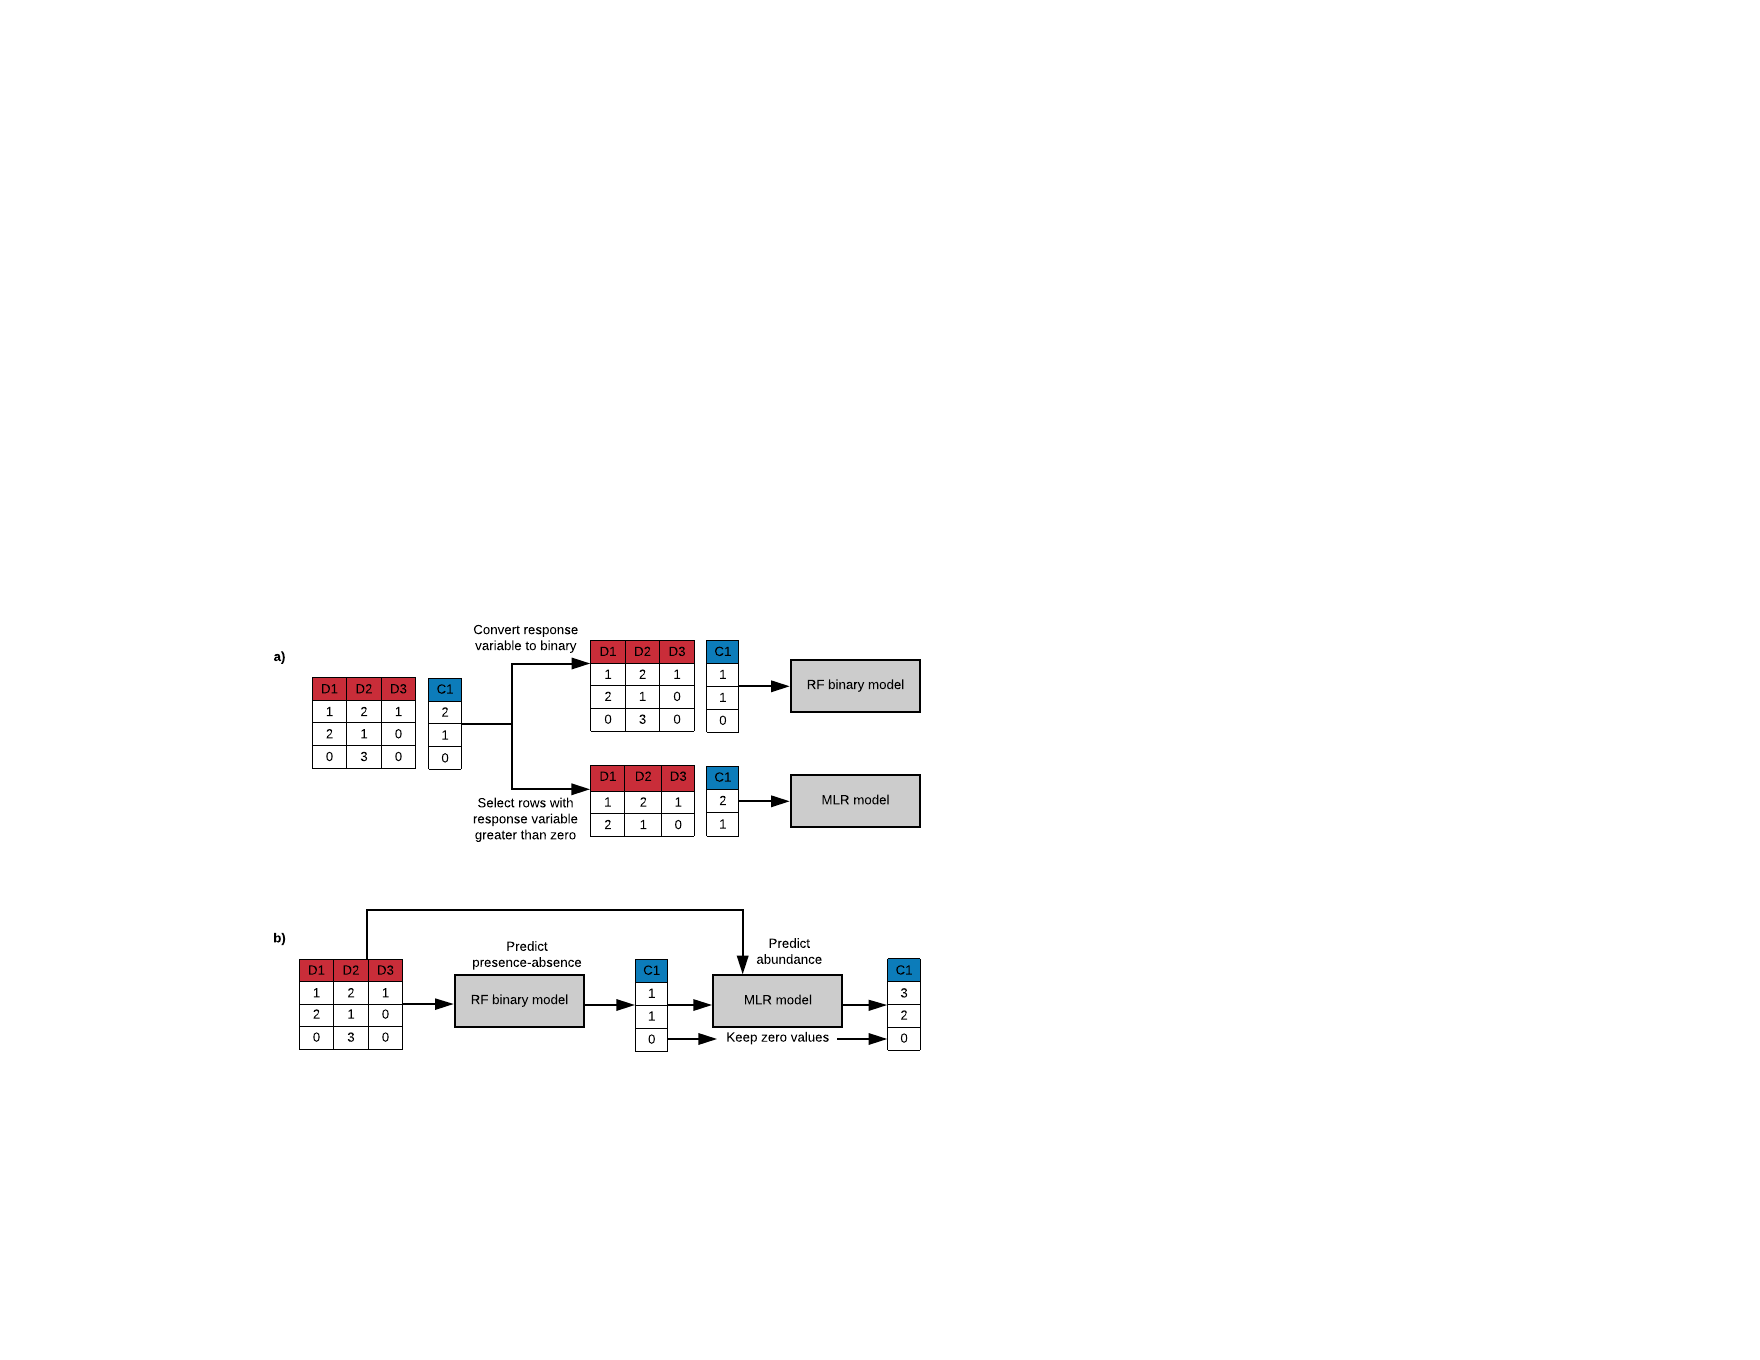 a)
D1 D2 D3 C1
1 2 1 2
2 1 0 1
0 3 0 0
Convert response
variable to binary
D1 D2 D3 C1
1 2 1 1
2 1 0 1
0 3 0 0
RF binary model
Select rows with
response variable
greater than zero
D1 D2 D3 C1
1 2 1 2
2 1 0 1
MLR model
b)
D1 D2 D3
1 2 1
2 1 0
0 3 0
Predict
presence-absence
RF binary model
C1
1
1
0
Predict
abundance
MLR model
Keep zero values
C1
3
2
0